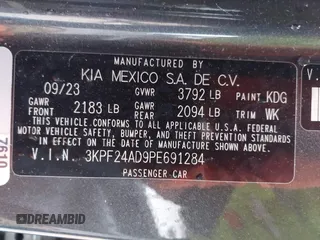 MANUFACTURED BY
KIA MEXICO S.A. DE C.V.
09/23 GVWR 3792 LB PAINT KDG
GAWR FRONT 2183 LB GAWR REAR 2094 LB TRIM WK
THIS VEHICLE CONFORMS TO ALL APPLICABLE U.S. FEDERAL
MOTOR VEHICLE SAFETY, BUMPER, AND THEFT PREVENTION STANDARDS
IN EFFECT ON THE DATE OF MANUFACTURE SHOWN ABOVE.
V.I.N. 3KPF24AD9PE691284
PASSENGER CAR
7610
V.
AUTOBIDMASTER